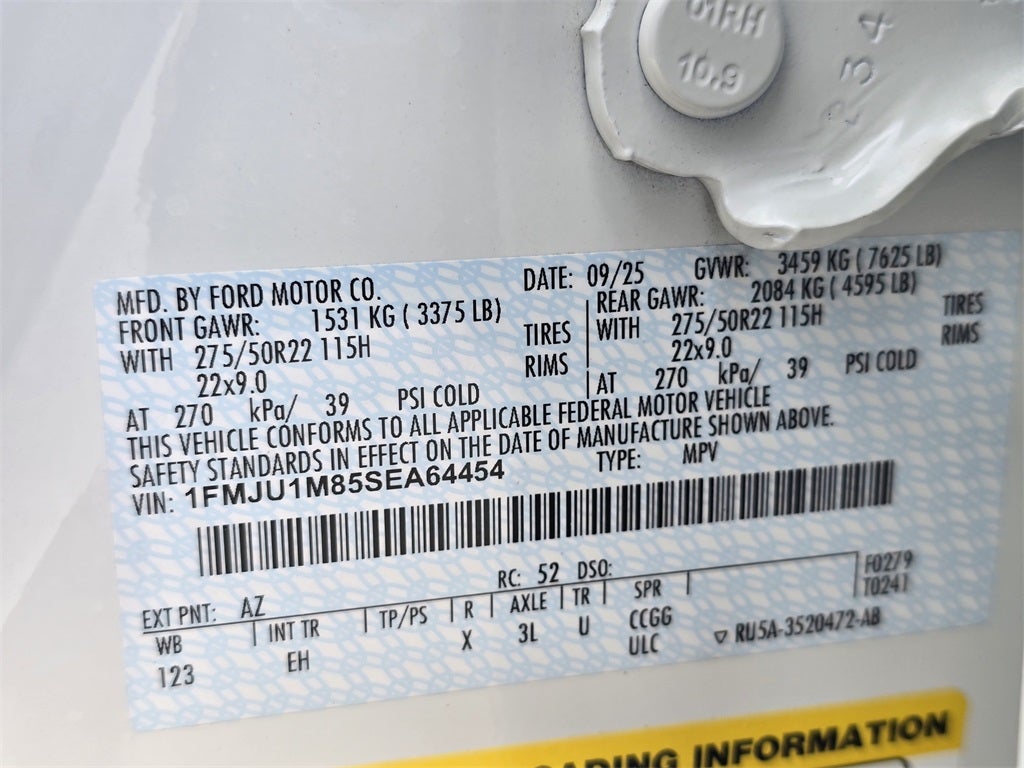 01RH
10.9
R34
MFD. BY FORD MOTOR CO.
DATE: 09/25 GVWR: 3459 KG ( 7625 LB)
FRONT GAWR: 1531 KG ( 3375 LB)
WITH 275/50R22 115H TIRES
22x9.0 RIMS
AT 270 kPa/ 39 PSI COLD
REAR GAWR: 2084 KG ( 4595 LB)
WITH 275/50R22 115H TIRES
22x9.0 RIMS
AT 270 kPa/ 39 PSI COLD
THIS VEHICLE CONFORMS TO ALL APPLICABLE FEDERAL MOTOR VEHICLE
SAFETY STANDARDS IN EFFECT ON THE DATE OF MANUFACTURE SHOWN ABOVE.
VIN: 1FMJU1M85SEA64454 TYPE: MPV
EXT PNT: AZ RC: 52 DSO: F0279
WB INT TR TP/PS R AXLE TR SPR T0241
123 EH X 3L U CCGG
ULC ▽ RU5A-3520472-AB
ADING INFORMATION